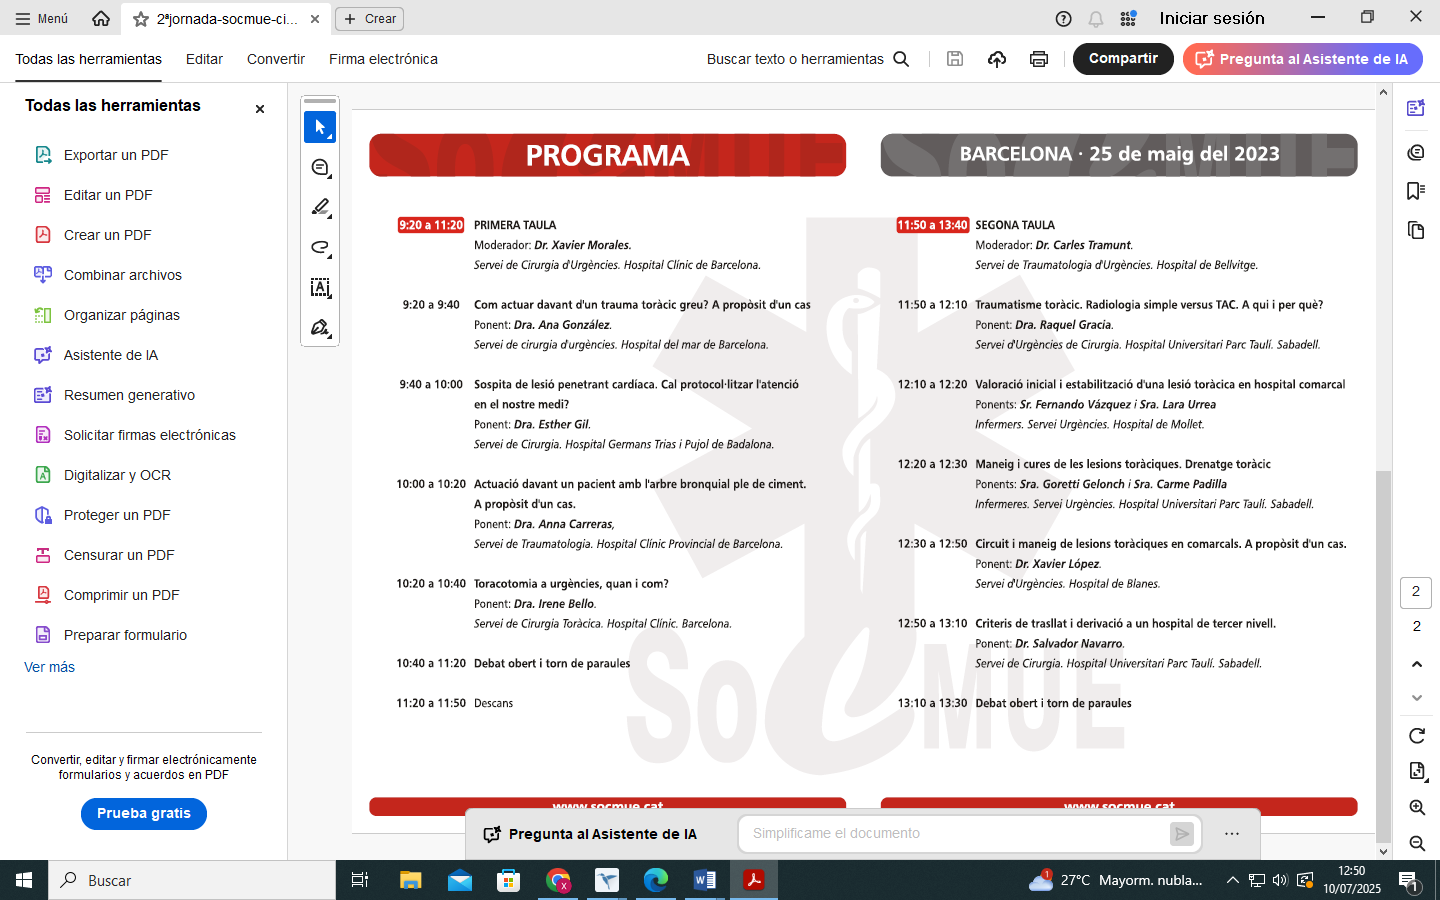 Menú
2ªjornada-socmue-ci...
Crear
Iniciar sesión
Todas las herramientas
Editar
Convertir
Firma electrónica
Buscar texto o herramientas
Compartir
Pregunta al Asistente de IA
Todas las herramientas
Exportar un PDF
Editar un PDF
Crear un PDF
Combinar archivos
Organizar páginas
Asistente de IA
Resumen generativo
Solicitar firmas electrónicas
Digitalizar y OCR
Proteger un PDF
Censurar un PDF
Comprimir un PDF
Preparar formulario
Ver más
Convertir, editar y firmar electrónicamente
formularios y acuerdos en PDF
Prueba gratis
PROGRAMA
9:20 a 11:20 PRIMERA TAULA
Moderador: Dr. Xavier Morales.
Servei de Cirurgia d'Urgències. Hospital Clínic de Barcelona.
9:20 a 9:40 Com actuar davant d'un trauma toràcic greu? A propòsit d'un cas
Ponent: Dra. Ana González.
Servei de cirurgia d'urgències. Hospital del mar de Barcelona.
9:40 a 10:00 Sospita de lesió penetrant cardíaca. Cal protocol·litzar l'atenció
en el nostre medi?
Ponent: Dra. Esther Gil.
Servei de Cirurgia. Hospital Germans Trias i Pujol de Badalona.
10:00 a 10:20 Actuació davant un pacient amb l'arbre bronquial ple de ciment.
A propòsit d'un cas.
Ponent: Dra. Anna Carreras,
Servei de Traumatologia. Hospital Clínic Provincial de Barcelona.
10:20 a 10:40 Toracotomia a urgències, quan i com?
Ponent: Dra. Irene Bello.
Servei de Cirurgia Toràcica. Hospital Clínic. Barcelona.
10:40 a 11:20 Debat obert i torn de paraules
11:20 a 11:50 Descans
www.socmue.cat
BARCELONA · 25 de maig del 2023
11:50 a 13:40 SEGONA TAULA
Moderador: Dr. Carles Tramunt.
Servei de Traumatologia d'Urgències. Hospital de Bellvitge.
11:50 a 12:10 Traumatisme toràcic. Radiologia simple versus TAC. A qui i per què?
Ponent: Dra. Raquel Gracia.
Servei d'Urgències de Cirurgia. Hospital Universitari Parc Taulí. Sabadell.
12:10 a 12:20 Valoració inicial i estabilització d'una lesió toràcica en hospital comarcal
Ponents: Sr. Fernando Vázquez i Sra. Lara Urrea
Infermers. Servei Urgències. Hospital de Mollet.
12:20 a 12:30 Maneig i cures de les lesions toràciques. Drenatge toràcic
Ponents: Sra. Goretti Gelonch i Sra. Carme Padilla
Infermeres. Servei Urgències. Hospital Universitari Parc Taulí. Sabadell.
12:30 a 12:50 Circuit i maneig de lesions toràciques en comarcals. A propòsit d'un cas.
Ponent: Dr. Xavier López.
Servei d'Urgències. Hospital de Blanes.
12:50 a 13:10 Criteris de trasllat i derivació a un hospital de tercer nivell.
Ponent: Dr. Salvador Navarro.
Servei de Cirurgia. Hospital Universitari Parc Taulí. Sabadell.
13:10 a 13:30 Debat obert i torn de paraules
www.socmue.cat
SoCMUE
Pregunta al Asistente de IA
Simplificame el documento
2
2
Buscar
1
27°C Mayorm. nubla...
12:50
10/07/2025
1